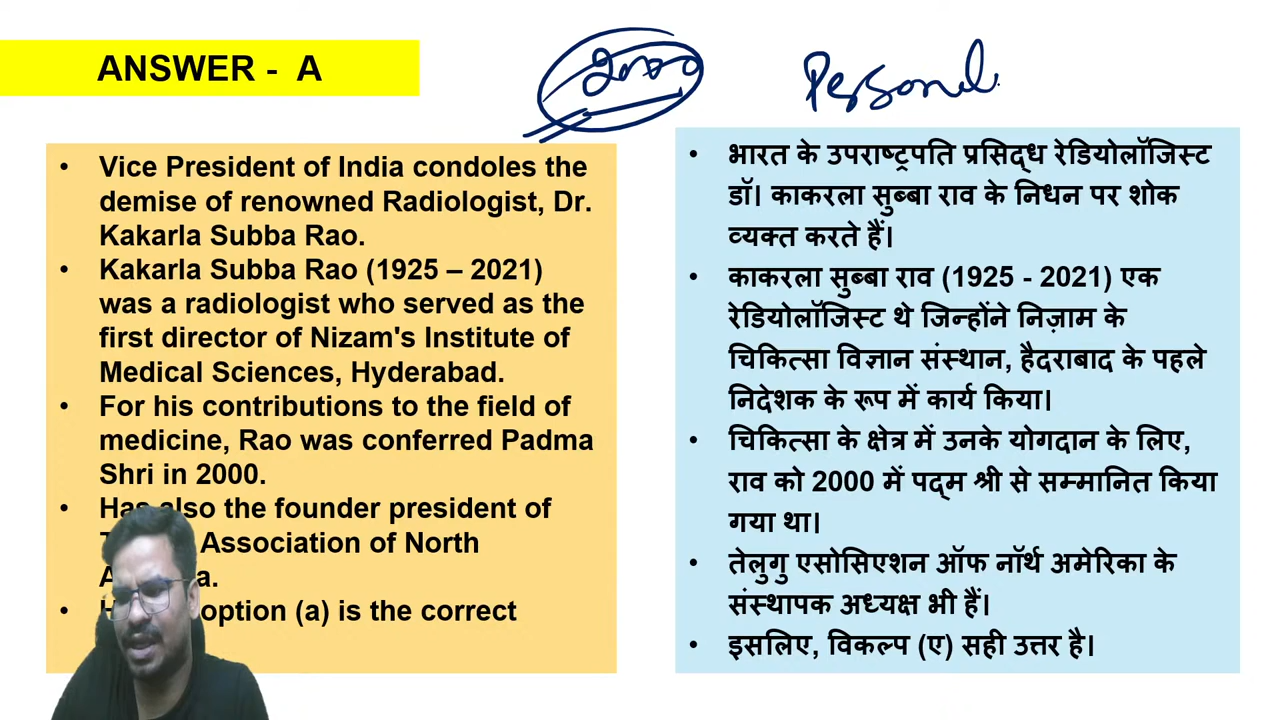 ANSWER - A
2000
Personal
• Vice President of India condoles the
demise of renowned Radiologist, Dr.
Kakarla Subba Rao.
• Kakarla Subba Rao (1925 – 2021)
was a radiologist who served as the
first director of Nizam's Institute of
Medical Sciences, Hyderabad.
• For his contributions to the field of
medicine, Rao was conferred Padma
Shri in 2000.
• Has also the founder president of
Association of North
• option (a) is the correct
• भारत के उपराष्ट्रपति प्रसिद्ध रेडियोलॉजिस्ट
डॉ। काकरला सुब्बा राव के निधन पर शोक
व्यक्त करते हैं।
• काकरला सुब्बा राव (1925 - 2021) एक
रेडियोलॉजिस्ट थे जिन्होंने निज़ाम के
चिकित्सा विज्ञान संस्थान, हैदराबाद के पहले
निदेशक के रूप में कार्य किया।
• चिकित्सा के क्षेत्र में उनके योगदान के लिए,
राव को 2000 में पद्म श्री से सम्मानित किया
गया था।
• तेलुगु एसोसिएशन ऑफ नॉर्थ अमेरिका के
संस्थापक अध्यक्ष भी हैं।
• इसलिए, विकल्प (ए) सही उत्तर है।